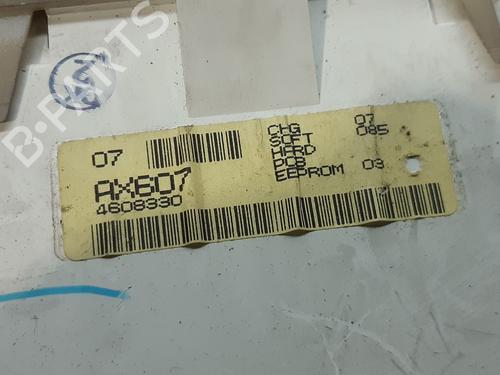 B-PARTS
07
AX607
4608330
CHG 07
SOFT 085
HARD
PCB
EEPROM 03